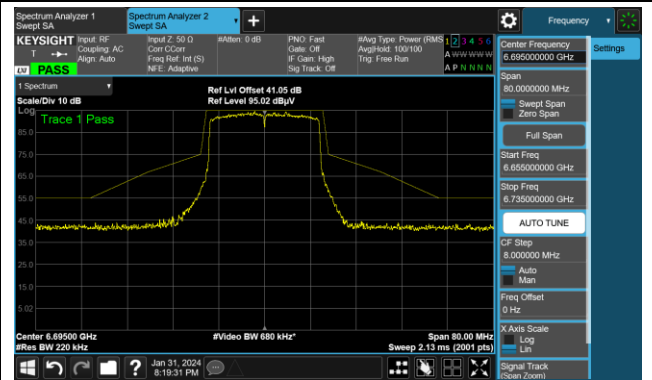 Spectrum Analyzer 1
Swept SA
Spectrum Analyzer 2
Swept SA
Frequency
KEYSIGHT
Input: RF
Coupling: AC
Align: Auto
Input Z: 50 Ω
Corr CCorr
Freq Ref: Int (S)
NFE: Adaptive
#Atten: 0 dB
PNO: Fast
Gate: Off
IF Gain: High
Sig Track: Off
#Avg Type: Power (RMS
Avg|Hold: 100/100
Trig: Free Run
1 2 3 4 5 6
A W W W W W
A P N N N N
T
LXI PASS
1 Spectrum
Scale/Div 10 dB
Ref Lvl Offset 41.05 dB
Ref Level 95.02 dBµV
Log
Trace 1 Pass
85.0
75.0
65.0
55.0
45.0
35.0
25.0
15.0
5.02
Center 6.69500 GHz
#Res BW 220 kHz
#Video BW 680 kHz*
Span 80.00 MHz
Sweep 2.13 ms (2001 pts)
Center Frequency
6.695000000 GHz
Settings
Span
80.0000000 MHz
Swept Span
Zero Span
Full Span
Start Freq
6.655000000 GHz
Stop Freq
6.735000000 GHz
AUTO TUNE
CF Step
8.000000 MHz
Auto
Man
Freq Offset
0 Hz
X Axis Scale
Log
Lin
Signal Track
(Span Zoom)
Jan 31, 2024
8:19:31 PM